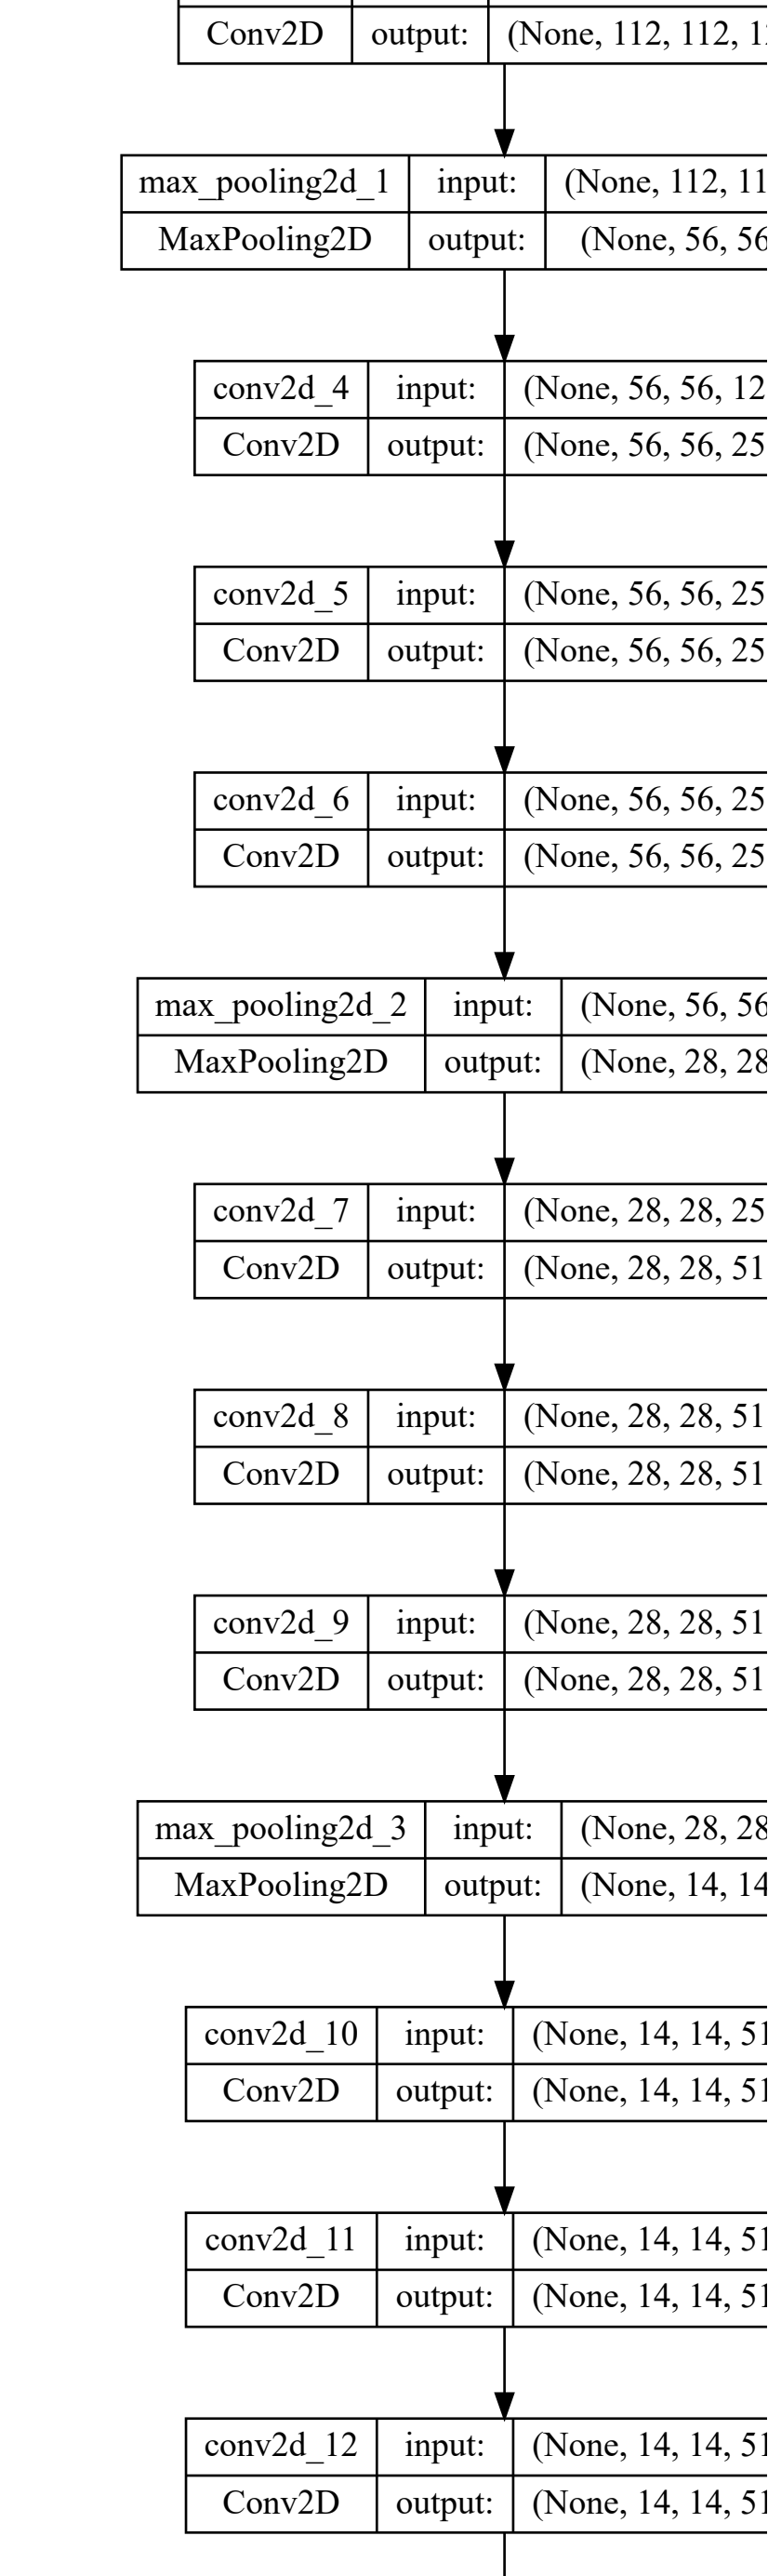 Conv2D output: (None, 112, 112, 12
max_pooling2d_1 input: (None, 112, 11
MaxPooling2D output: (None, 56, 56
conv2d_4 input: (None, 56, 56, 12
Conv2D output: (None, 56, 56, 25
conv2d_5 input: (None, 56, 56, 25
Conv2D output: (None, 56, 56, 25
conv2d_6 input: (None, 56, 56, 25
Conv2D output: (None, 56, 56, 25
max_pooling2d_2 input: (None, 56, 56
MaxPooling2D output: (None, 28, 28
conv2d_7 input: (None, 28, 28, 25
Conv2D output: (None, 28, 28, 51
conv2d_8 input: (None, 28, 28, 51
Conv2D output: (None, 28, 28, 51
conv2d_9 input: (None, 28, 28, 51
Conv2D output: (None, 28, 28, 51
max_pooling2d_3 input: (None, 28, 28
MaxPooling2D output: (None, 14, 14
conv2d_10 input: (None, 14, 14, 51
Conv2D output: (None, 14, 14, 51
conv2d_11 input: (None, 14, 14, 51
Conv2D output: (None, 14, 14, 51
conv2d_12 input: (None, 14, 14, 51
Conv2D output: (None, 14, 14, 51